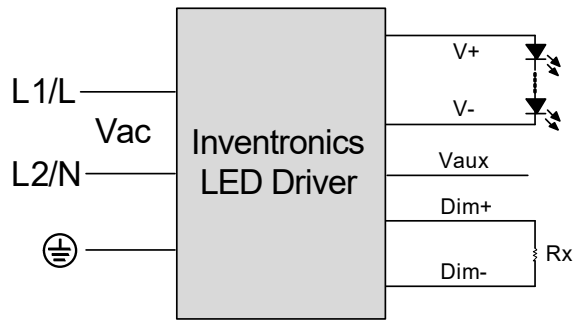 L1/L
Vac
L2/N
Inventronics
LED Driver
V+
V-
Vaux
Dim+
Rx
Dim-